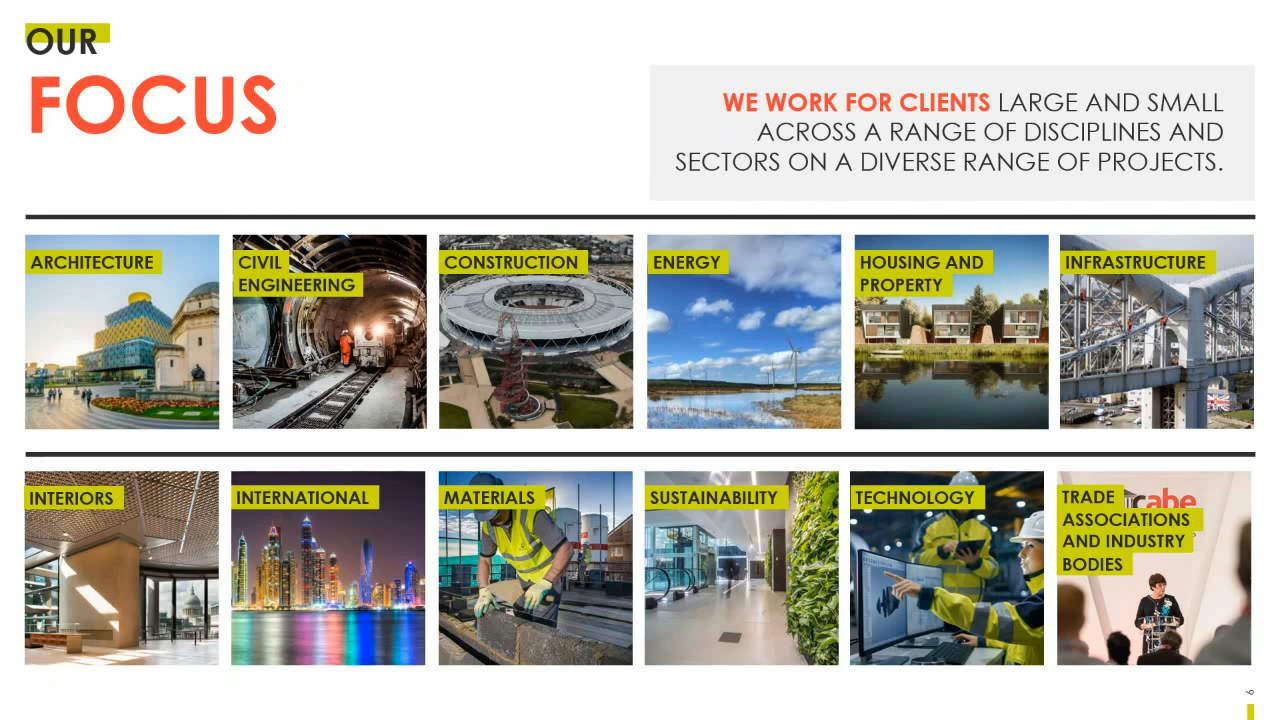 OUR
FOCUS
WE WORK FOR CLIENTS LARGE AND SMALL
ACROSS A RANGE OF DISCIPLINES AND
SECTORS ON A DIVERSE RANGE OF PROJECTS.
ARCHITECTURE
CIVIL
ENGINEERING
CONSTRUCTION
ENERGY
HOUSING AND
PROPERTY
INFRASTRUCTURE
INTERIORS
INTERNATIONAL
MATERIALS
SUSTAINABILITY
TECHNOLOGY
TRADE
ASSOCIATIONS
AND INDUSTRY
BODIES
cabe